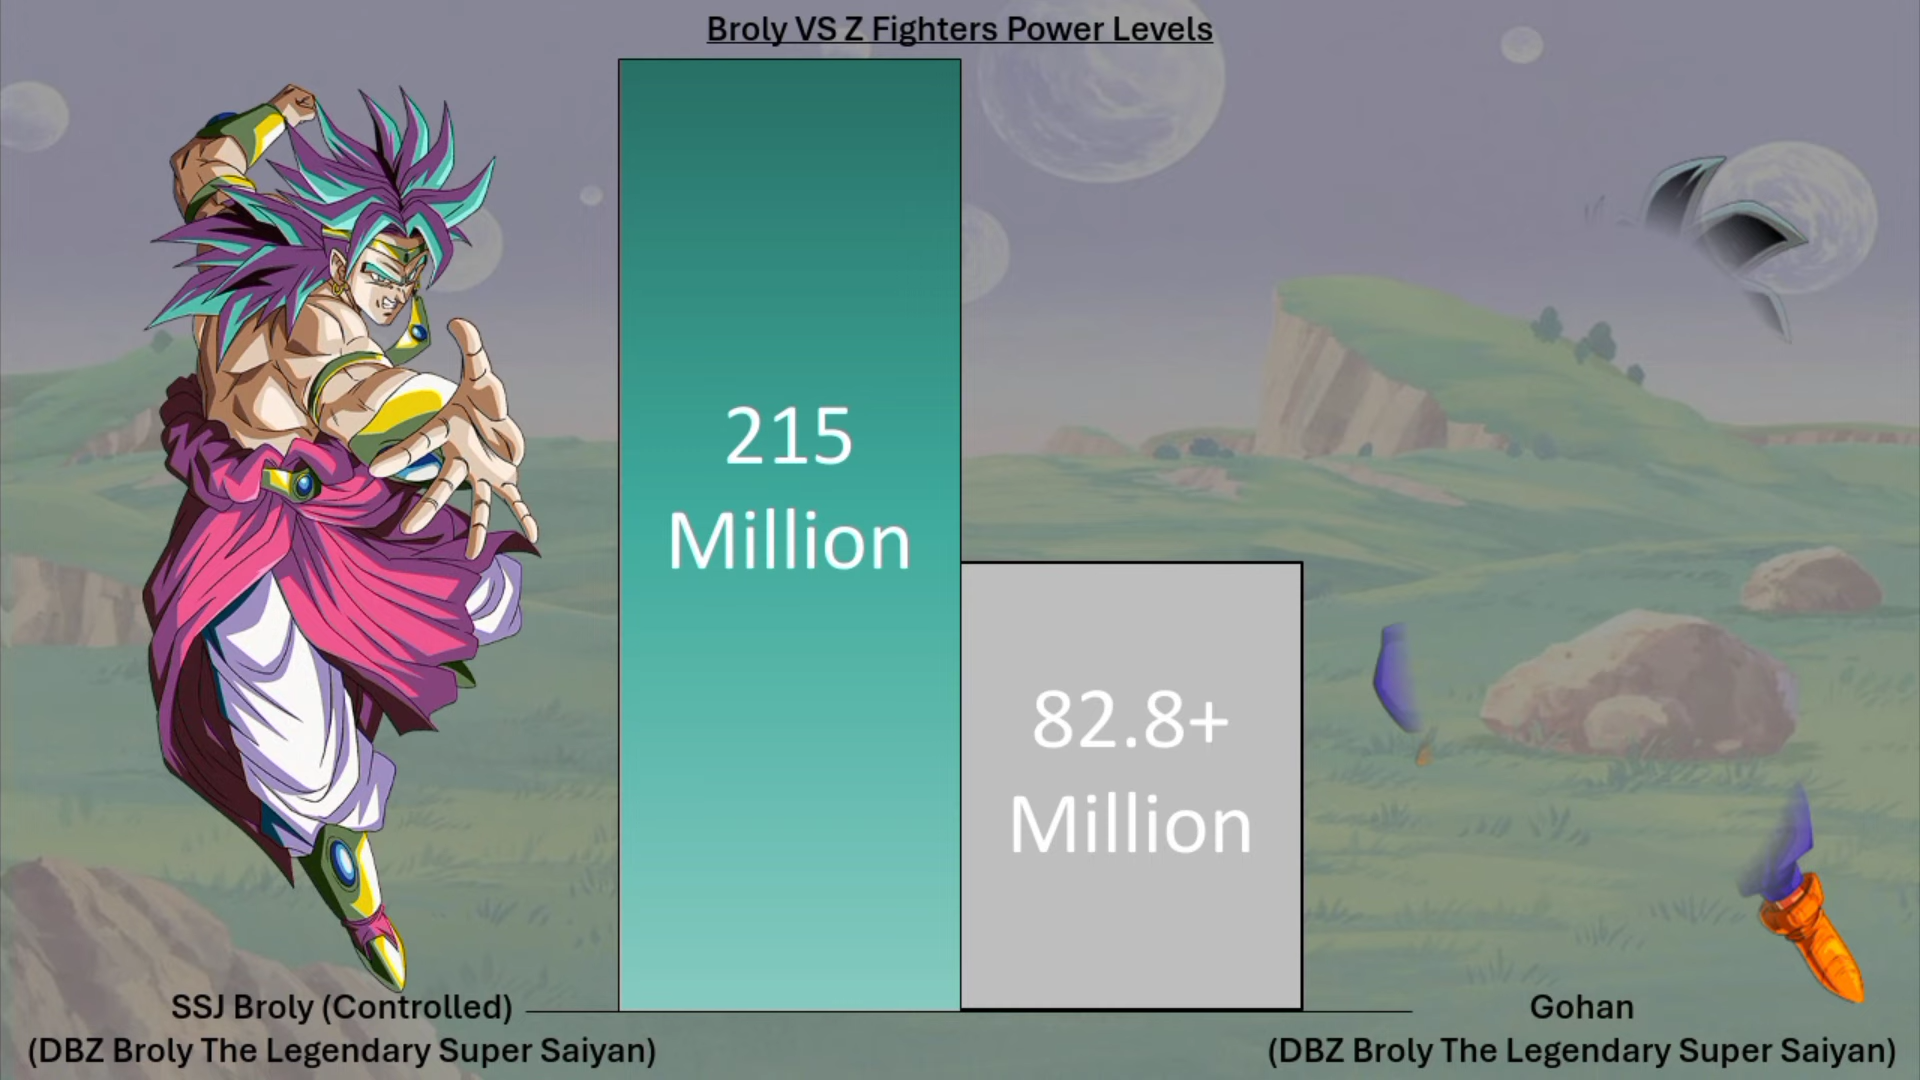 Broly VS Z Fighters Power Levels
215
Million
82.8+
Million
SSJ Broly (Controlled)
(DBZ Broly The Legendary Super Saiyan)
Gohan
(DBZ Broly The Legendary Super Saiyan)